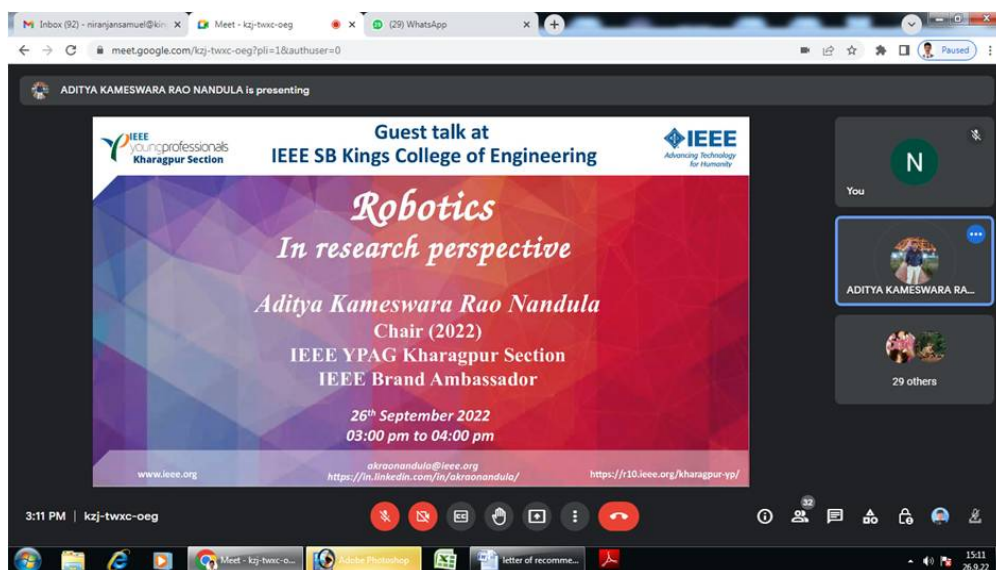 Inbox (92) - niranjansamuel@kin
Meet - kzj-twxc-oeg
(29) WhatsApp
meet.google.com/kzj-twxc-oeg?pli=1&authuser=0
Paused
ADITYA KAMESWARA RAO NANDULA is presenting
IEEE
youngprofessionals
Kharagpur Section
Guest talk at
IEEE SB Kings College of Engineering
IEEE
Advancing Technology
for Humanity
Robotics
In research perspective
Aditya Kameswara Rao Nandula
Chair (2022)
IEEE YPAG Kharagpur Section
IEEE Brand Ambassador
26th September 2022
03:00 pm to 04:00 pm
www.ieee.org
akraonandula@ieee.org
https://in.linkedin.com/in/akraonandula/
https://r10.ieee.org/kharagpur-yp/
N
You
ADITYA KAMESWARA RA...
29 others
3:11 PM | kzj-twxc-oeg
CC
32
Meet - kzj-twxc-o...
Adobe Photoshop
letter of recomme...
15:11
26.9.22